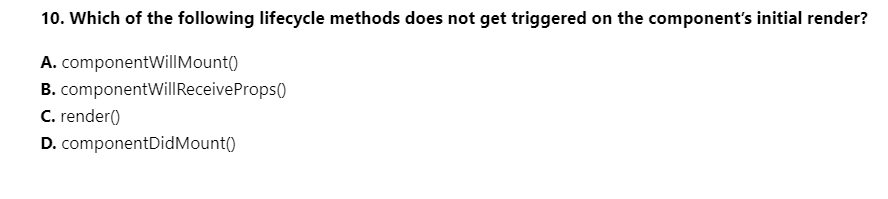 10. Which of the following lifecycle methods does not get triggered on the component’s initial render?
A. componentWillMount()
B. componentWillReceiveProps()
C. render()
D. componentDidMount()